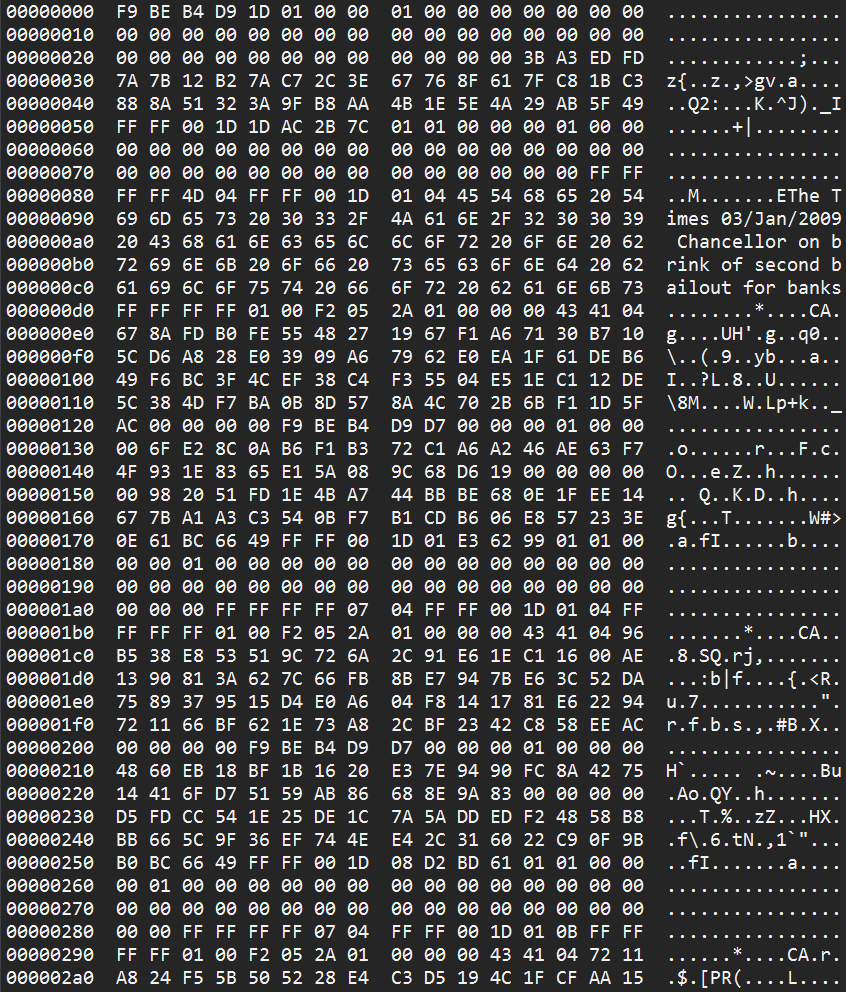 00000000 F9 BE B4 D9 1D 01 00 00 01 00 00 00 00 00 00 00 ................
00000010 00 00 00 00 00 00 00 00 00 00 00 00 00 00 00 00 ................
00000020 00 00 00 00 00 00 00 00 00 00 00 00 3B A3 ED FD ............;...
00000030 7A 7B 12 B2 7A C7 2C 3E 67 76 8F 61 7F C8 1B C3 z{..z.,>gv.a....
00000040 88 8A 51 32 3A 9F B8 AA 4B 1E 5E 4A 29 AB 5F 49 ..Q2:...K.^J)._I
00000050 FF FF 00 1D 1D AC 2B 7C 01 01 00 00 00 01 00 00 ......+|........
00000060 00 00 00 00 00 00 00 00 00 00 00 00 00 00 00 00 ................
00000070 00 00 00 00 00 00 00 00 00 00 00 00 00 00 FF FF ................
00000080 FF FF 4D 04 FF FF 00 1D 01 04 45 54 68 65 20 54 ..M.......EThe T
00000090 69 6D 65 73 20 30 33 2F 4A 61 6E 2F 32 30 30 39 imes 03/Jan/2009
000000a0 20 43 68 61 6E 63 65 6C 6C 6F 72 20 6F 6E 20 62  Chancellor on b
000000b0 72 69 6E 6B 20 6F 66 20 73 65 63 6F 6E 64 20 62 rink of second b
000000c0 61 69 6C 6F 75 74 20 66 6F 72 20 62 61 6E 6B 73 ailout for banks
000000d0 FF FF FF FF 01 00 F2 05 2A 01 00 00 00 43 41 04 ........*....CA.
000000e0 67 8A FD B0 FE 55 48 27 19 67 F1 A6 71 30 B7 10 g....UH'.g..q0..
000000f0 5C D6 A8 28 E0 39 09 A6 79 62 E0 EA 1F 61 DE B6 \..(.9..yb...a..
00000100 49 F6 BC 3F 4C EF 38 C4 F3 55 04 E5 1E C1 12 DE I..?L.8..U......
00000110 5C 38 4D F7 BA 0B 8D 57 8A 4C 70 2B 6B F1 1D 5F \8M....W.Lp+k.._
00000120 AC 00 00 00 00 F9 BE B4 D9 D7 00 00 00 01 00 00 ................
00000130 00 6F E2 8C 0A B6 F1 B3 72 C1 A6 A2 46 AE 63 F7 .o......r...F.c.
00000140 4F 93 1E 83 65 E1 5A 08 9C 68 D6 19 00 00 00 00 O...e.Z..h......
00000150 00 98 20 51 FD 1E 4B A7 44 BB BE 68 0E 1F EE 14 .. Q..K.D..h....
00000160 67 7B A1 A3 C3 54 0B F7 B1 CD B6 06 E8 57 23 3E g{...T.......W#>
00000170 0E 61 BC 66 49 FF FF 00 1D 01 E3 62 99 01 01 00 .a.fI......b....
00000180 00 00 01 00 00 00 00 00 00 00 00 00 00 00 00 00 ................
00000190 00 00 00 00 00 00 00 00 00 00 00 00 00 00 00 00 ................
000001a0 00 00 00 FF FF FF FF 07 04 FF FF 00 1D 01 04 FF ................
000001b0 FF FF FF 01 00 F2 05 2A 01 00 00 00 43 41 04 96 .......*....CA..
000001c0 B5 38 E8 53 51 9C 72 6A 2C 91 E6 1E C1 16 00 AE .8.SQ.rj,.......
000001d0 13 90 81 3A 62 7C 66 FB 8B E7 94 7B E6 3C 52 DA ...:b|f....{.<R.
000001e0 75 89 37 95 15 D4 E0 A6 04 F8 14 17 81 E6 22 94 u.7...........".
000001f0 72 11 66 BF 62 1E 73 A8 2C BF 23 42 C8 58 EE AC r.f.b.s.,.#B.X..
00000200 00 00 00 00 F9 BE B4 D9 D7 00 00 00 01 00 00 00 ................
00000210 48 60 EB 18 BF 1B 16 20 E3 7E 94 90 FC 8A 42 75 H`..... .~....Bu
00000220 14 41 6F D7 51 59 AB 86 68 8E 9A 83 00 00 00 00 .Ao.QY..h.......
00000230 D5 FD CC 54 1E 25 DE 1C 7A 5A DD ED F2 48 58 B8 ...T.%..zZ...HX.
00000240 BB 66 5C 9F 36 EF 74 4E E4 2C 31 60 22 C9 0F 9B .f\.6.tN.,1`"...
00000250 B0 BC 66 49 FF FF 00 1D 08 D2 BD 61 01 01 00 00 ..fI.......a....
00000260 00 01 00 00 00 00 00 00 00 00 00 00 00 00 00 00 ................
00000270 00 00 00 00 00 00 00 00 00 00 00 00 00 00 00 00 ................
00000280 00 00 FF FF FF FF 07 04 FF FF 00 1D 01 0B FF FF ................
00000290 FF FF 01 00 F2 05 2A 01 00 00 00 43 41 04 72 11 ......*....CA.r.
000002a0 A8 24 F5 5B 50 52 28 E4 C3 D5 19 4C 1F CF AA 15 .$.[PR(....L....